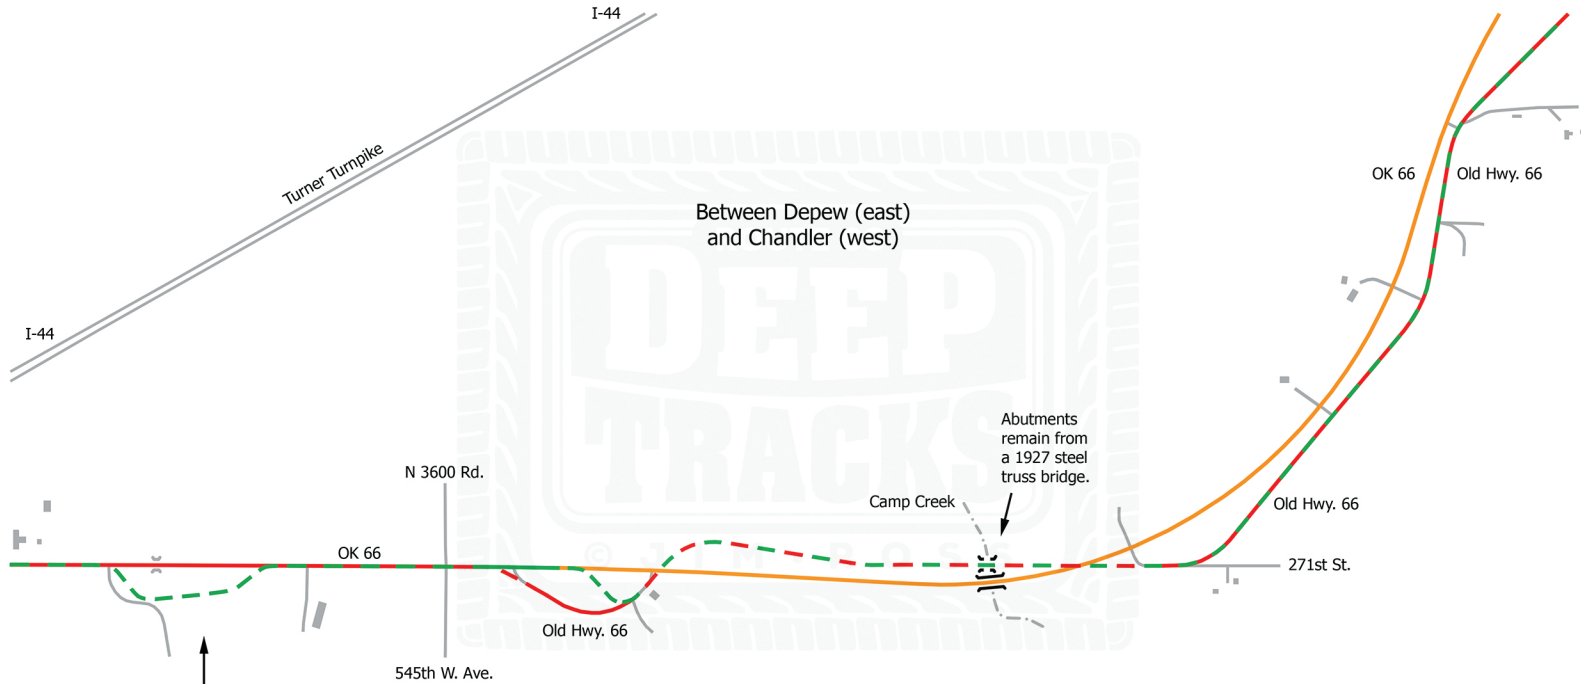 I-44
Turner Turnpike
I-44
Between Depew (east)
and Chandler (west)
DEEP
TRACKS
OK 66
Old Hwy. 66
Abutments
remain from
a 1927 steel
truss bridge.
N 3600 Rd.
Camp Creek
Old Hwy. 66
OK 66
271st St.
Old Hwy. 66
545th W. Ave.